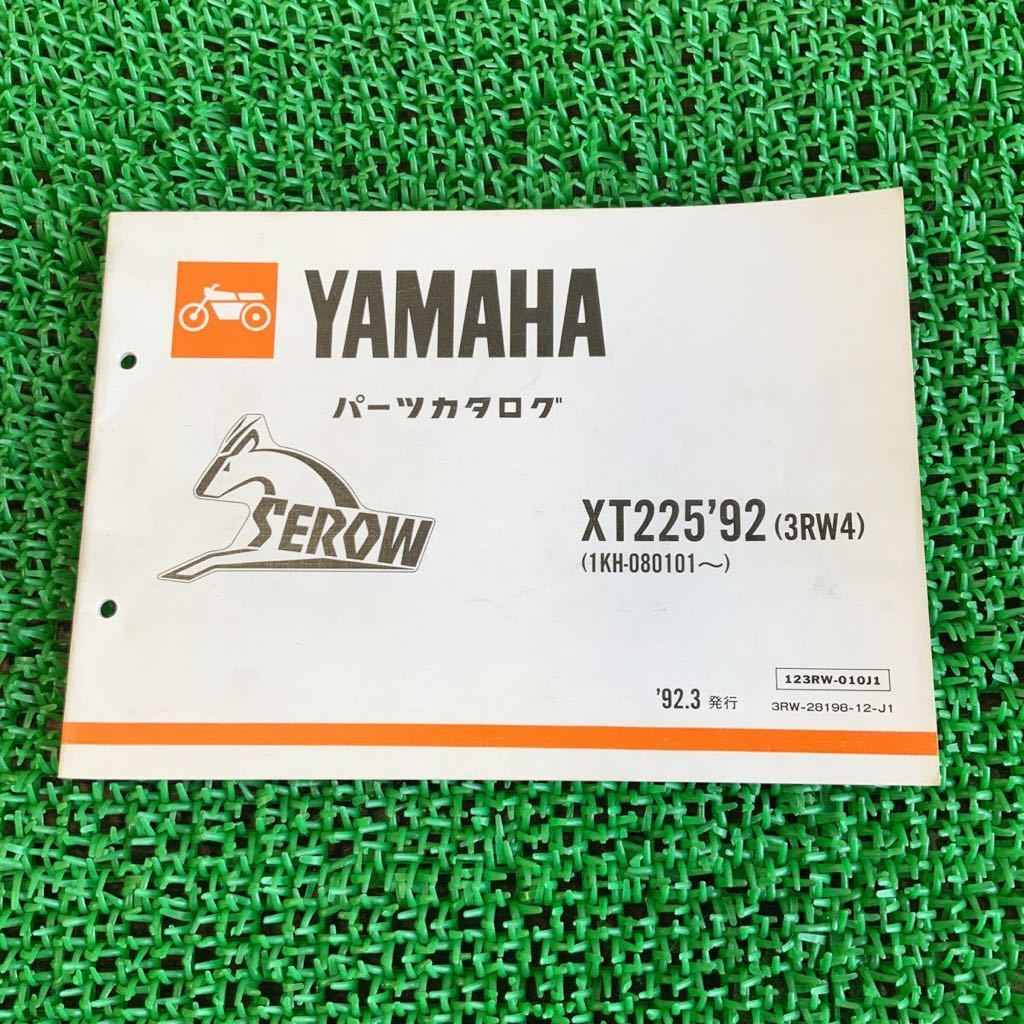 YAMAHA
パーツカタログ
SEROW
XT225'92 (3RW4)
(1KH-080101〜)
'92.3 発行
123RW-010J1
3RW-28198-12-J1